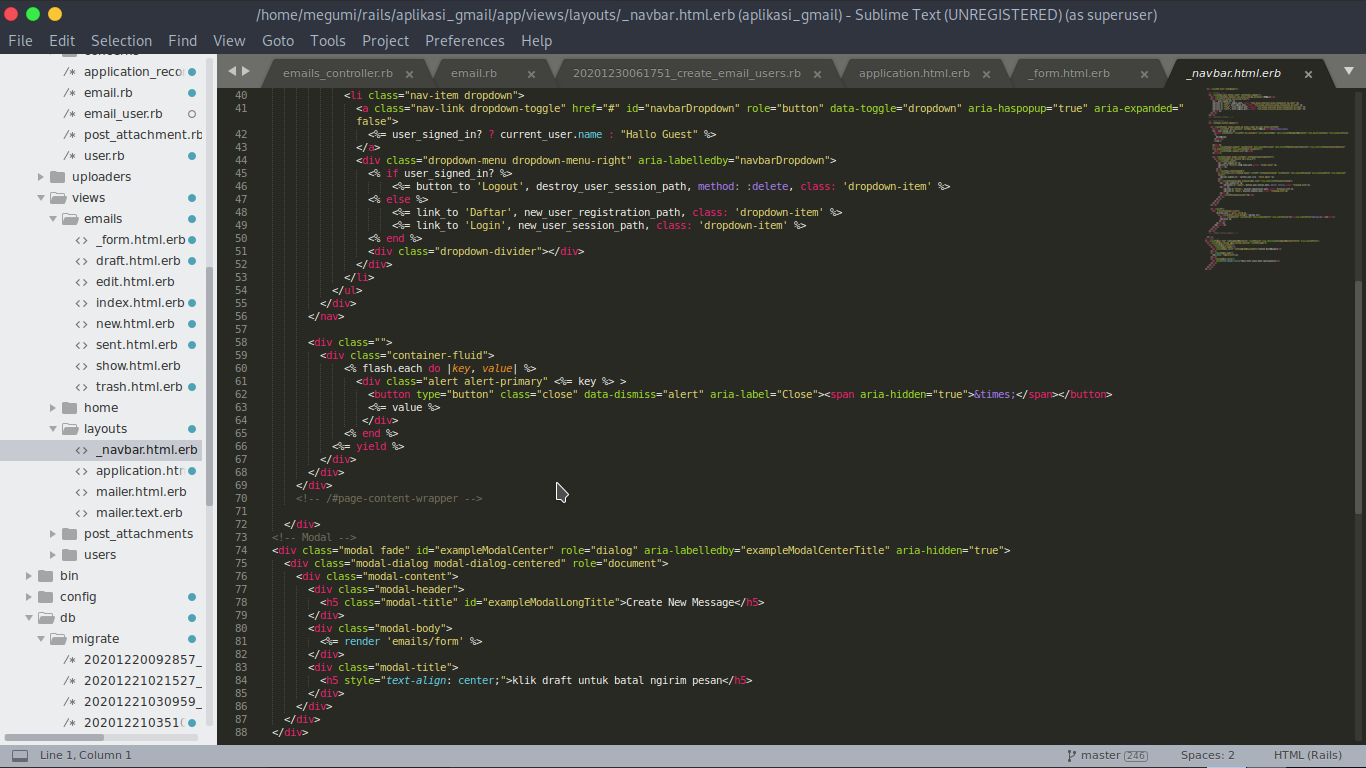 /home/megumi/rails/aplikasi_gmail/app/views/layouts/_navbar.html.erb (aplikasi_gmail) - Sublime Text (UNREGISTERED) (as superuser)
File Edit Selection Find View Goto Tools Project Preferences Help
emails_controller.rb × email.rb × 20201230061751_create_email_users.rb × application.html.erb × _form.html.erb × _navbar.html.erb ×
/* application_reco
/* email.rb
/* email_user.rb
/* post_attachment.rb
/* user.rb
uploaders
views
emails
<> _form.html.erb
<> draft.html.erb
<> edit.html.erb
<> index.html.erb
<> new.html.erb
<> sent.html.erb
<> show.html.erb
<> trash.html.erb
home
layouts
<> _navbar.html.erb
<> application.htm
<> mailer.html.erb
<> mailer.text.erb
post_attachments
users
bin
config
db
migrate
/* 20201220092857_
/* 20201221021527_
/* 20201221030959_
/* 202012210351
40 <li class="nav-item dropdown">
41 <a class="nav-link dropdown-toggle" href="#" id="navbarDropdown" role="button" data-toggle="dropdown" aria-haspopup="true" aria-expanded="
false">
42 <%= user_signed_in? ? current_user.name : "Hallo Guest" %>
43 </a>
44 <div class="dropdown-menu dropdown-menu-right" aria-labelledby="navbarDropdown">
45 <% if user_signed_in? %>
46 <%= button_to 'Logout', destroy_user_session_path, method: :delete, class: 'dropdown-item' %>
47 <% else %>
48 <%= link_to 'Daftar', new_user_registration_path, class: 'dropdown-item' %>
49 <%= link_to 'Login', new_user_session_path, class: 'dropdown-item' %>
50 <% end %>
51 <div class="dropdown-divider"></div>
52 </div>
53 </li>
54 </ul>
55 </div>
56 </nav>
57
58 <div class="">
59 <div class="container-fluid">
60 <% flash.each do |key, value| %>
61 <div class="alert alert-primary" <%= key %> >
62 <button type="button" class="close" data-dismiss="alert" aria-label="Close"><span aria-hidden="true">&times;</span></button>
63 <%= value %>
64 </div>
65 <% end %>
66 <%= yield %>
67 </div>
68 </div>
69 </div>
70 <!-- /#page-content-wrapper -->
71
72 </div>
73 <!-- Modal -->
74 <div class="modal fade" id="exampleModalCenter" role="dialog" aria-labelledby="exampleModalCenterTitle" aria-hidden="true">
75 <div class="modal-dialog modal-dialog-centered" role="document">
76 <div class="modal-content">
77 <div class="modal-header">
78 <h5 class="modal-title" id="exampleModalLongTitle">Create New Message</h5>
79 </div>
80 <div class="modal-body">
81 <%= render 'emails/form' %>
82 </div>
83 <div class="modal-title">
84 <h5 style="text-align: center;">klik draft untuk batal ngirim pesan</h5>
85 </div>
86 </div>
87 </div>
88 </div>
Line 1, Column 1 master 246 Spaces: 2 HTML (Rails)